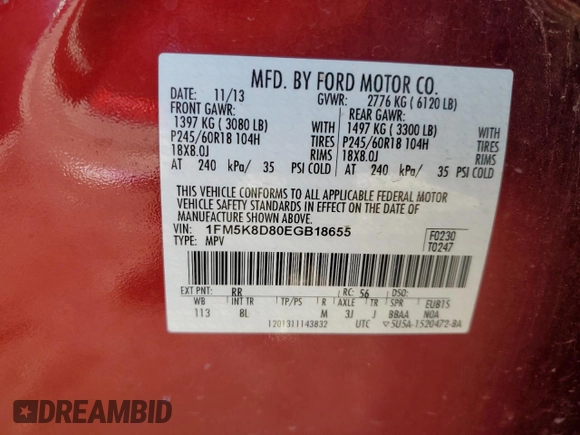 MFD. BY FORD MOTOR CO.
DATE: 11/13 GVWR: 2776 KG ( 6120 LB)
FRONT GAWR: REAR GAWR:
1397 KG ( 3080 LB) WITH 1497 KG ( 3300 LB) WITH
P245/60R18 104H TIRES P245/60R18 104H TIRES
18X8.0J RIMS 18X8.0J RIMS
AT 240 kPa/ 35 PSI COLD AT 240 kPa/ 35 PSI COLD
THIS VEHICLE CONFORMS TO ALL APPLICABLE FEDERAL MOTOR
VEHICLE SAFETY STANDARDS IN EFFECT ON THE DATE OF
MANUFACTURE SHOWN ABOVE.
VIN: 1FM5K8D80EGB18655 F0230
TYPE: MPV T0247
EXT PNT: RR RC: 56 DSO:
WB INT TR TP/PS R AXLE TR SPR EUB15
113 BL M 3J J BBAA NOA
1201311143832 UTC 5U5A-1520472-BA
DREAMBID